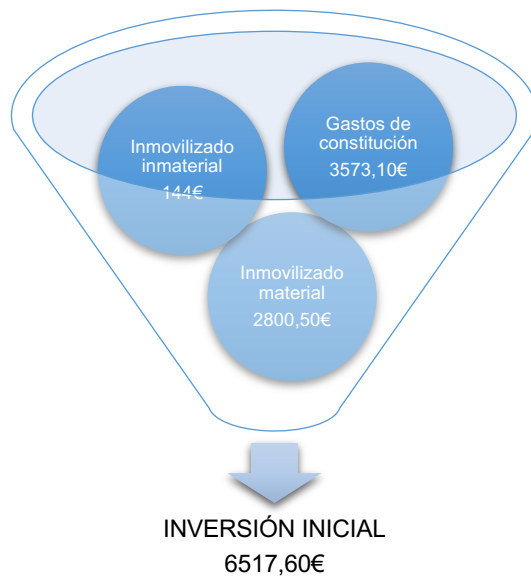 Inmovilizado
inmaterial
144€
Gastos de
constitución
3573,10€
Inmovilizado
material
2800,50€
INVERSIÓN INICIAL
6517,60€